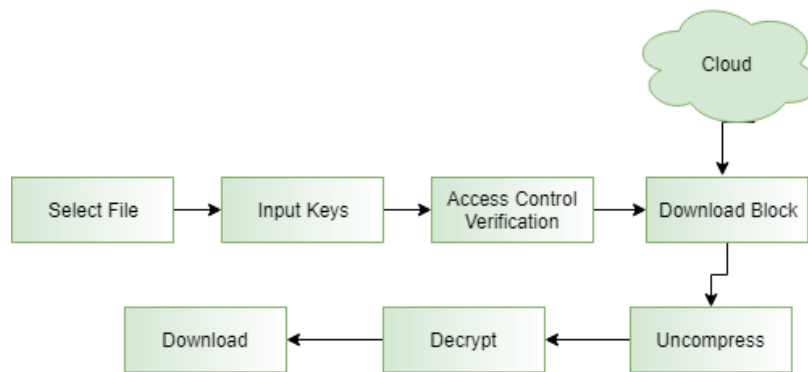 Cloud
Select File
Input Keys
Access Control
Verification
Download Block
Download
Decrypt
Uncompress